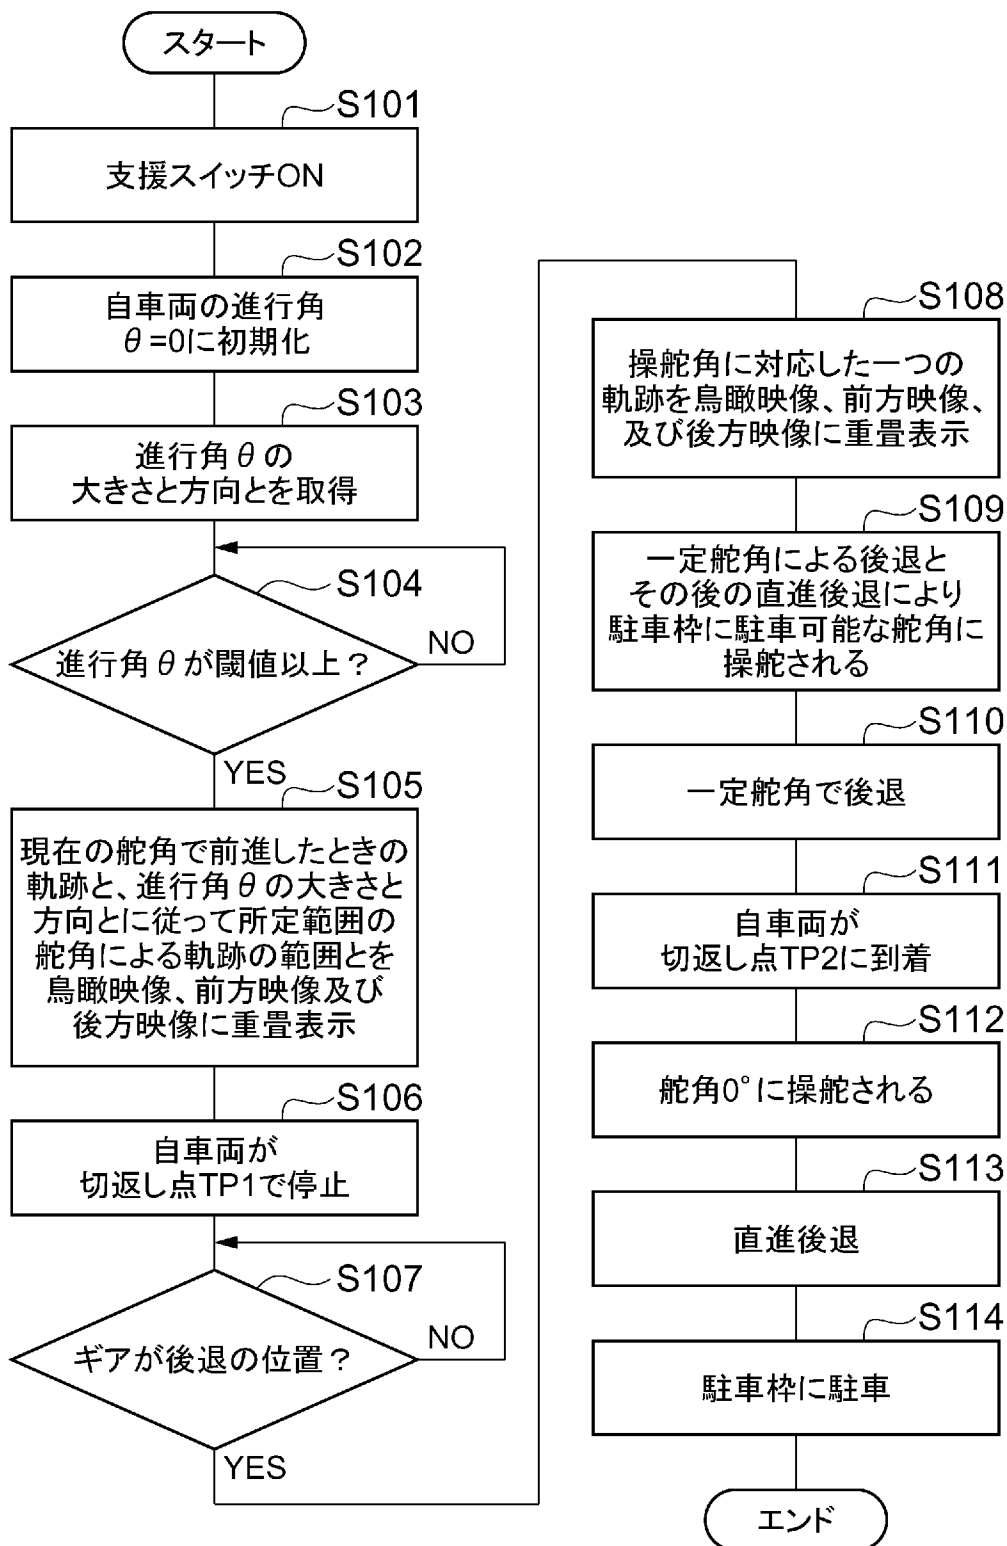 スタート
S101
支援スイッチON
S102
自車両の進行角
θ=0に初期化
S103
進行角θの
大きさと方向とを取得
S104
進行角θが閾値以上?
NO
YES
S105
現在の舵角で前進したときの
軌跡と、進行角θの大きさと
方向とに従って所定範囲の
舵角による軌跡の範囲とを
鳥瞰映像、前方映像及び
後方映像に重畳表示
S106
自車両が
切返し点TP1で停止
S107
ギアが後退の位置?
NO
YES
S108
操舵角に対応した一つの
軌跡を鳥瞰映像、前方映像、
及び後方映像に重畳表示
S109
一定舵角による後退と
その後の直進後退により
駐車枠に駐車可能な舵角に
操舵される
S110
一定舵角で後退
S111
自車両が
切返し点TP2に到着
S112
舵角0°に操舵される
S113
直進後退
S114
駐車枠に駐車
エンド